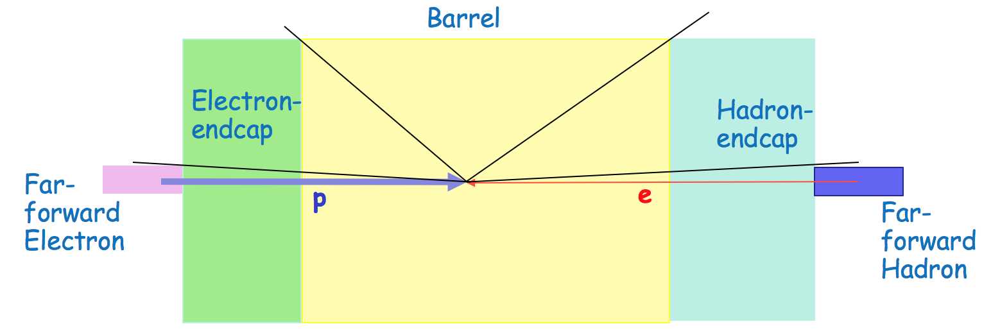 Barrel
Electron-
endcap
Hadron-
endcap
Far-
forward
Electron
p
e
Far-
forward
Hadron